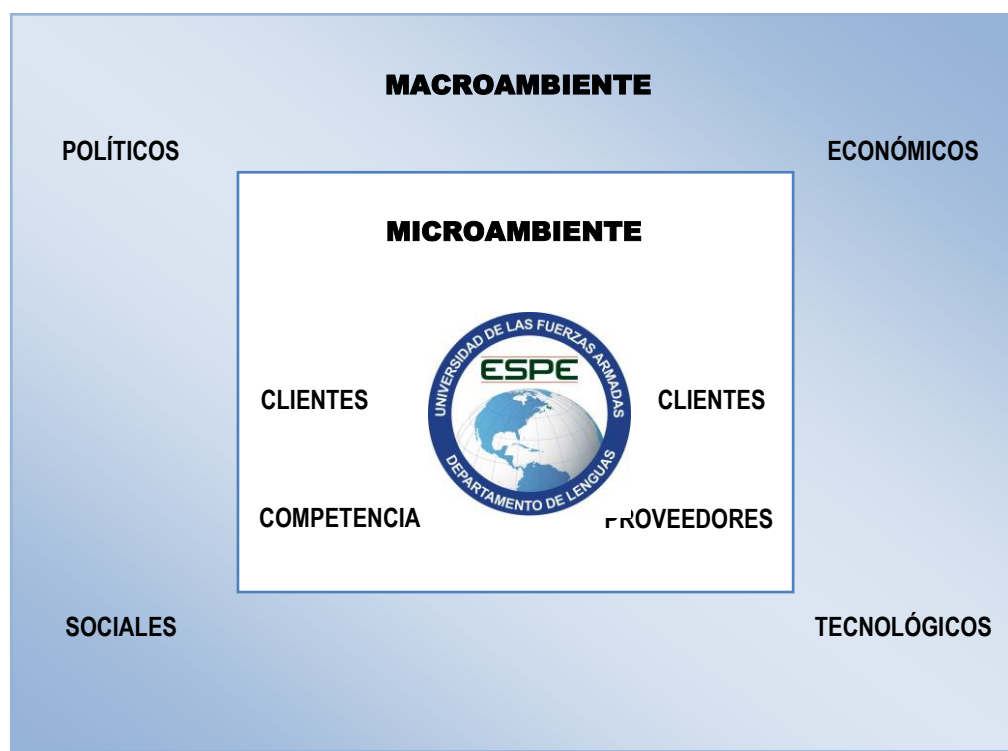 MACROAMBIENTE
POLÍTICOS ECONÓMICOS
MICROAMBIENTE
UNIVERSIDAD DE LAS FUERZAS ARMADAS
ESPE
CLIENTES CLIENTES
DEPARTAMENTO DE LENGUAS
COMPETENCIA PROVEEDORES
SOCIALES TECNOLÓGICOS